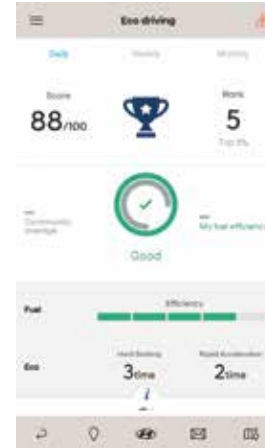 Eco driving
Daily Weekly Monthly
Score
88/100
Rank
5
Top 5%
--
Community average
--
My fuel efficiency
Good
Fuel
Efficiency
Eco
Hard Braking
3time
Rapid Acceleration
2time
i